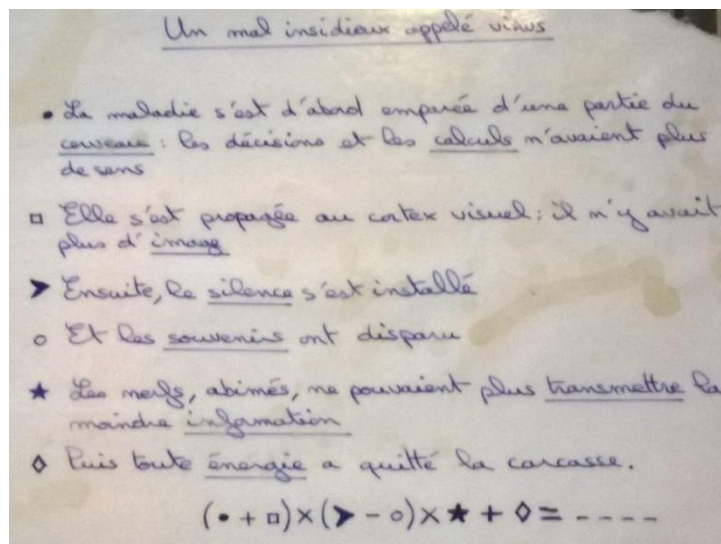 Un mal insidieux appelé virus
• La maladie s'est d'abord emparée d'une partie du
cerveau : les décisions et les calculs n'avaient plus
de sens
□ Elle s'est propagée au cortex visuel : il n'y avait
plus d'image
➤ Ensuite, le silence s'est installé
○ Et les souvenirs ont disparu
★ Les nerfs, abimés, ne pouvaient plus transmettre la
moindre information
◊ Puis toute énergie a quitté la carcasse.
(• + □) × (➤ - ○) × ★ + ◊ = - - - -